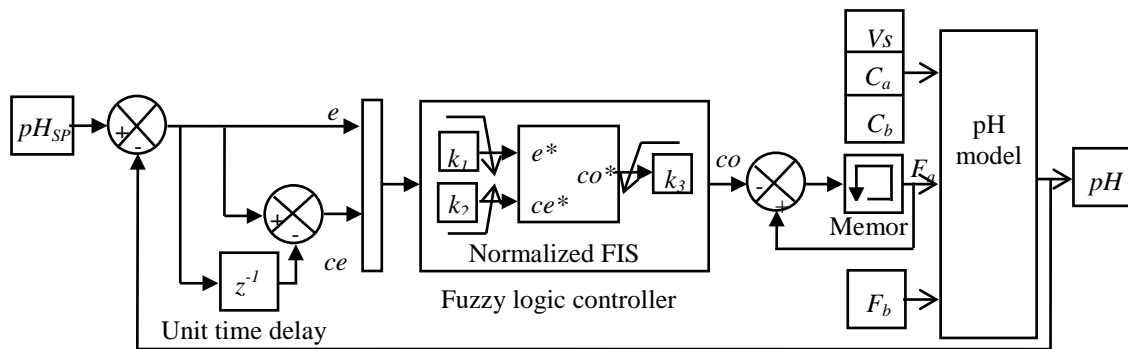 pH_SP
+
-
e
+
-
ce
z^-1
Unit time delay
k_1
k_2
e*
ce*
co*
k_3
Normalized FIS
Fuzzy logic controller
co
-
+
Memor
F_a
Vs
C_a
C_b
F_b
pH
model
pH